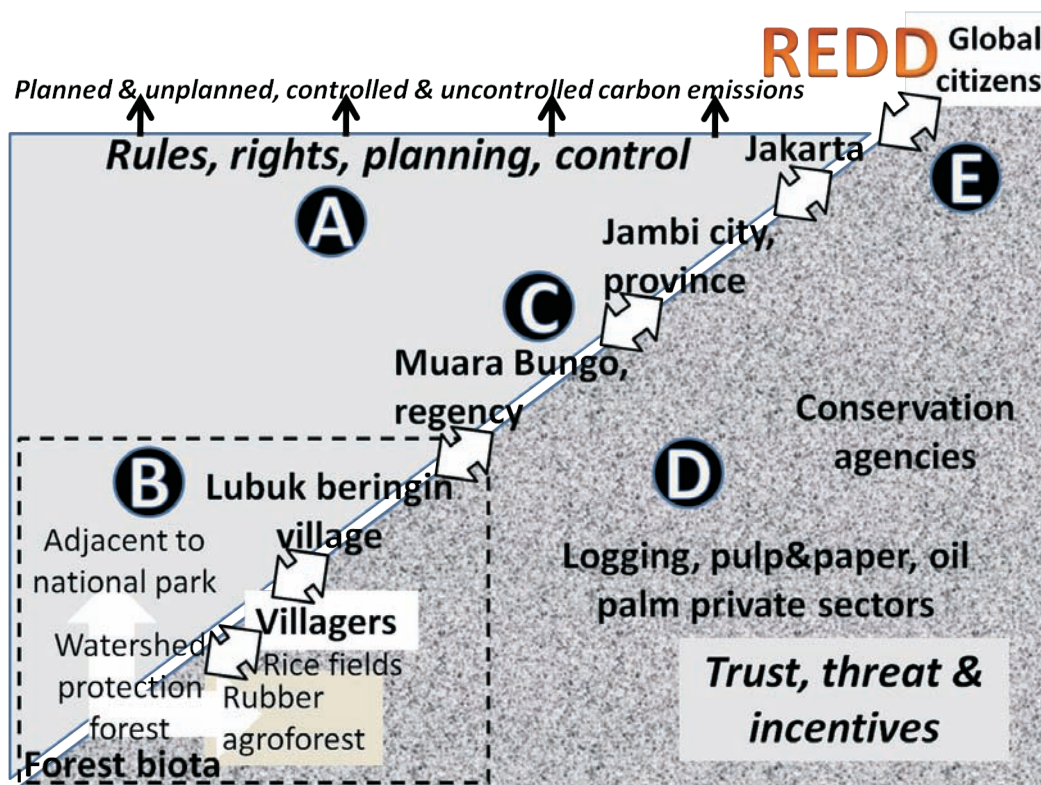 REDD
Global
citizens
Planned & unplanned, controlled & uncontrolled carbon emissions
Rules, rights, planning, control
Jakarta
A
E
Jambi city,
province
C
Muara Bungo,
regency
Conservation
agencies
B
D
Lubuk beringin
village
Adjacent to
national park
Logging, pulp&paper, oil
palm private sectors
Villagers
Watershed
protection
forest
Rice fields
Rubber
agroforest
Trust, threat &
incentives
Forest biota